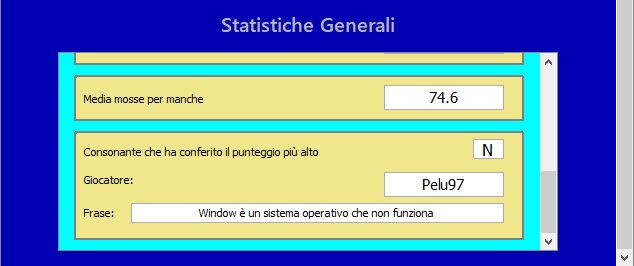 Statistiche Generali
Media mosse per manche
74.6
Consonante che ha conferito il punteggio più alto
N
Giocatore:
Pelu97
Frase:
Window è un sistema operativo che non funziona